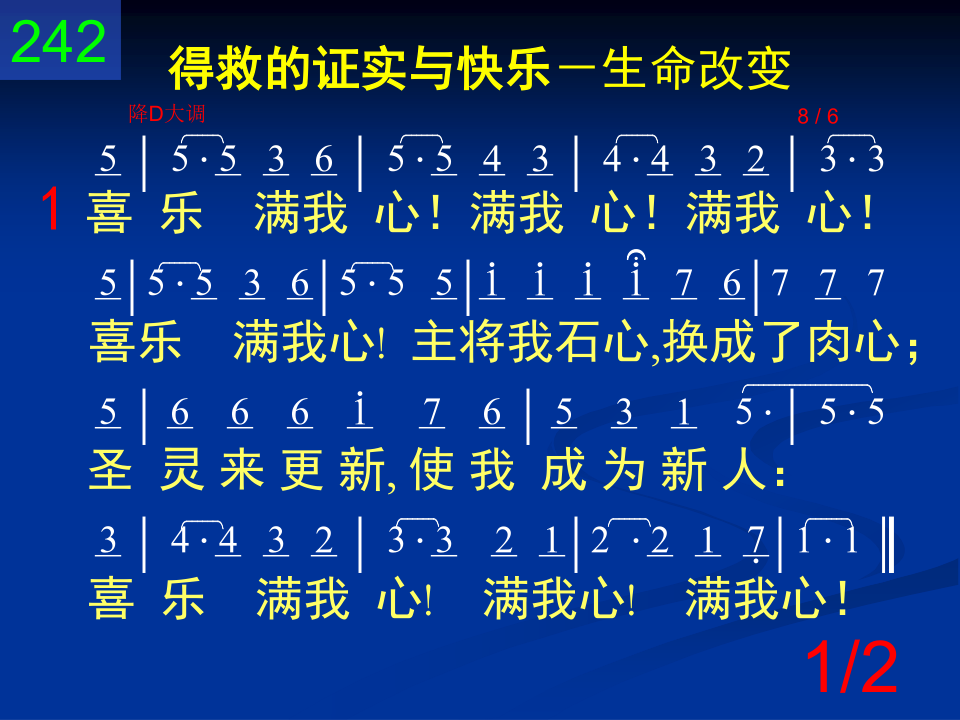 242
得救的证实与快乐－生命改变
降D大调 8 / 6
5 | 5 · 5 3 6 | 5 · 5 4 3 | 4 · 4 3 2 | 3 · 3
1 喜 乐 满我 心！满我 心！满我 心！
5 | 5 · 5 3 6 | 5 · 5 5 | i i i i 7 6 | 7 7 7
喜乐 满我心! 主将我石心,换成了肉心；
5 | 6 6 6 i 7 6 | 5 3 1 5 · | 5 · 5
圣 灵 来 更 新, 使 我 成 为 新 人：
3 | 4 · 4 3 2 | 3 · 3 2 1 | 2 · 2 1 7̣ | 1 · 1 ‖
喜 乐 满我 心! 满我心! 满我心！
1/2